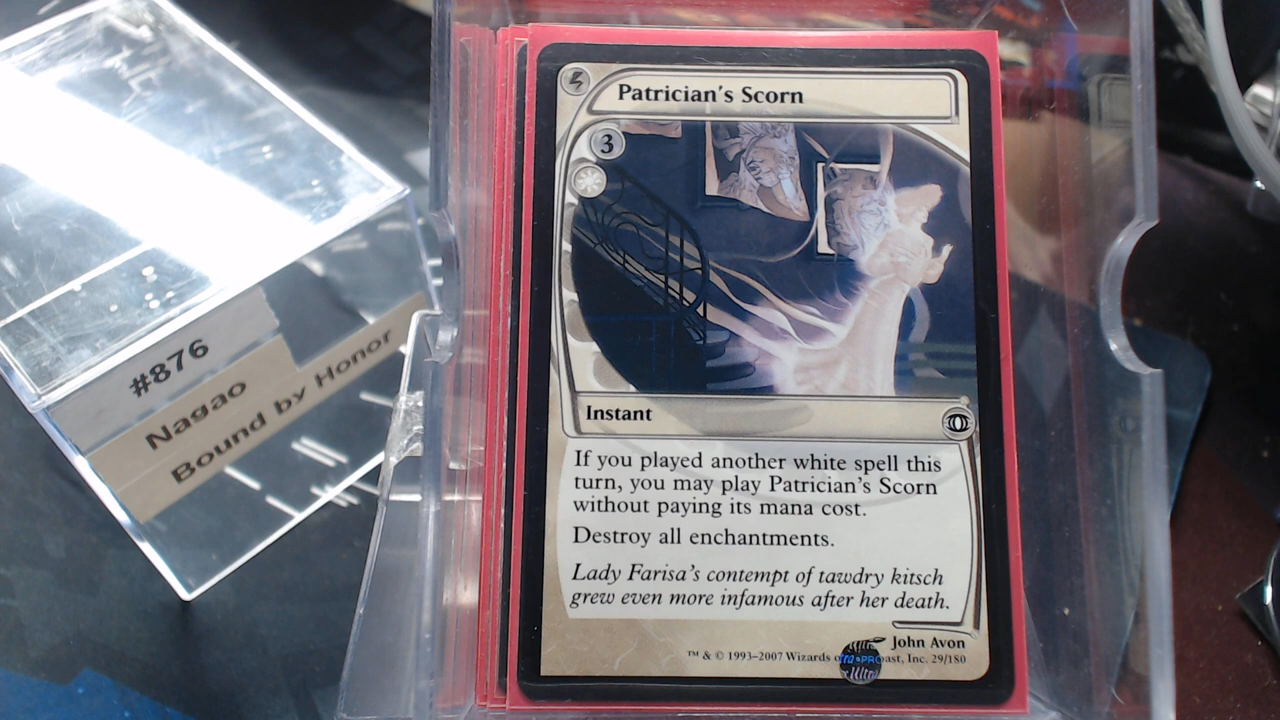 #876
Nagao
Bound by Honor
Patrician's Scorn
3
Instant
If you played another white spell this
turn, you may play Patrician's Scorn
without paying its mana cost.
Destroy all enchantments.
Lady Farisa's contempt of tawdry kitsch
grew even more infamous after her death.
John Avon
™ & © 1993–2007 Wizards ast, Inc. 29/180
PRO